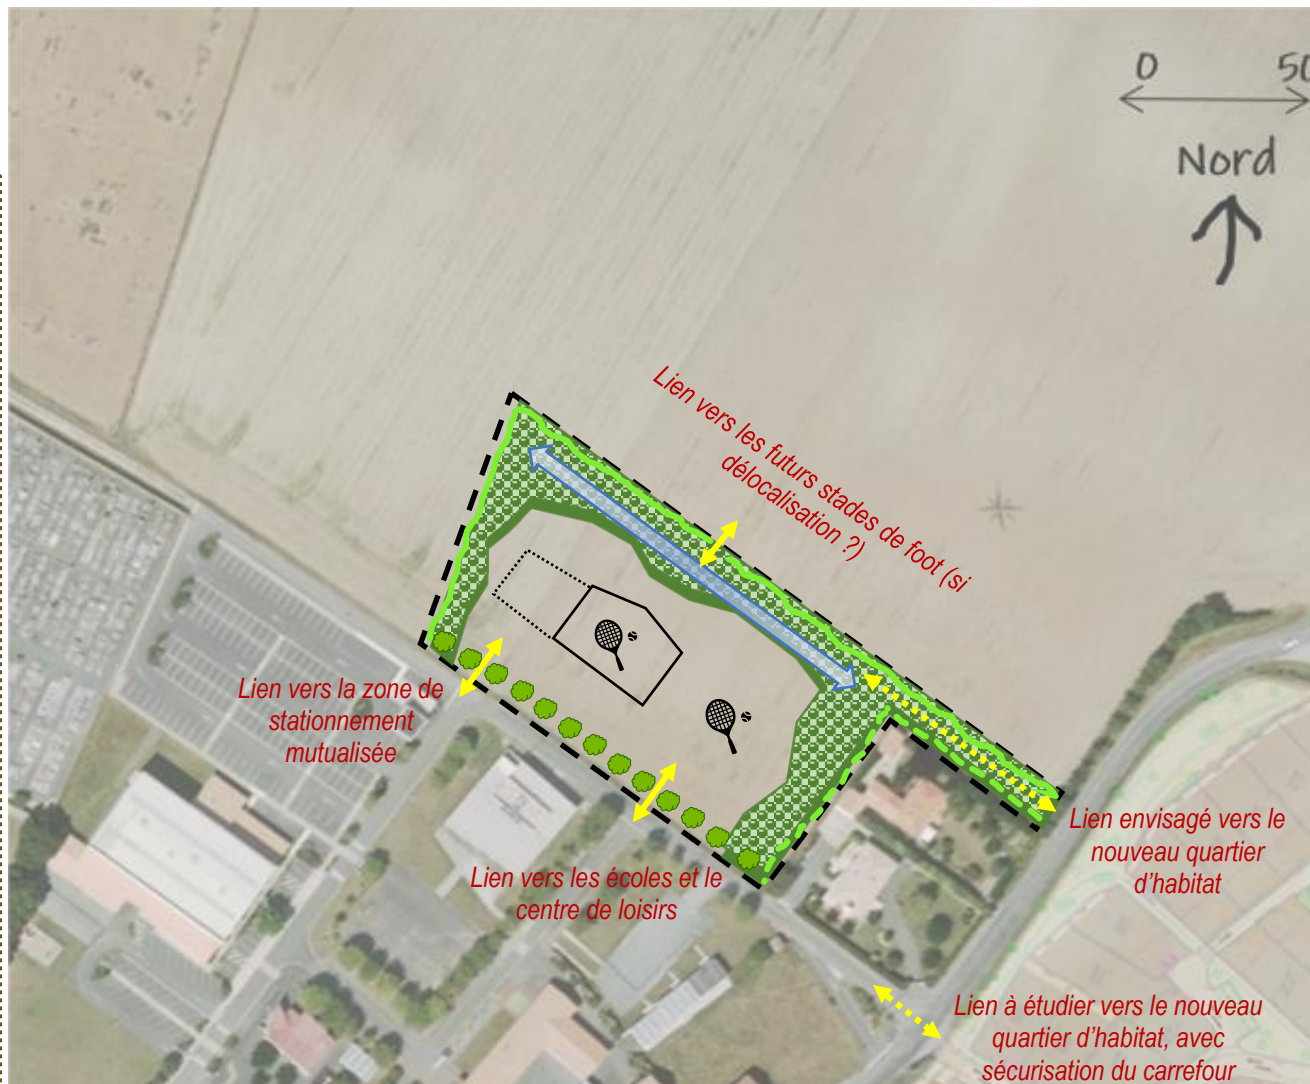 0 50
Nord
Lien vers les futurs stades de foot (si
délocalisation ?)
Lien vers la zone de
stationnement
mutualisée
Lien envisagé vers le
nouveau quartier
d'habitat
Lien vers les écoles et le
centre de loisirs
Lien à étudier vers le nouveau
quartier d'habitat, avec
sécurisation du carrefour